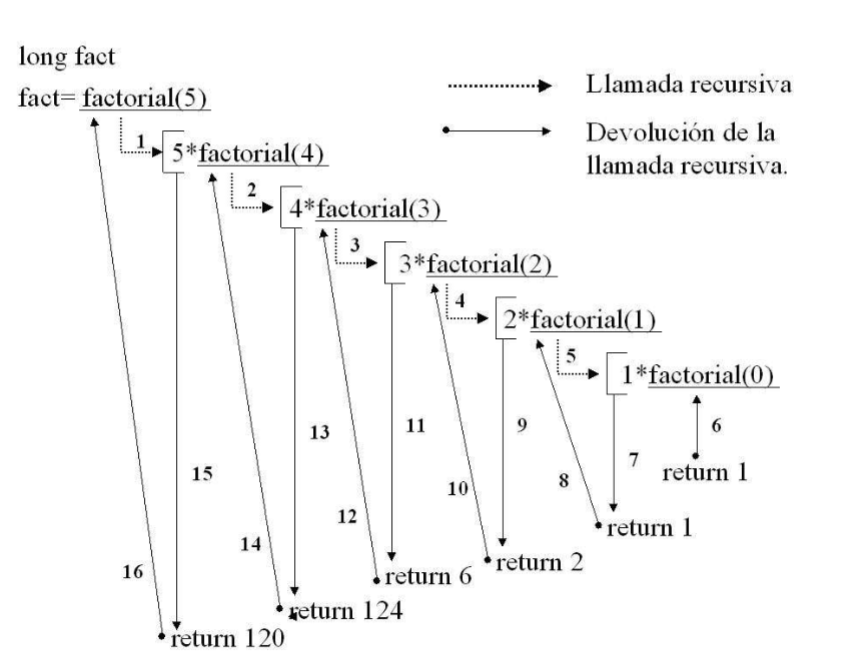 long fact
fact= factorial(5)
Llamada recursiva
Devolución de la
llamada recursiva.
1
5*factorial(4)
2
4*factorial(3)
3
3*factorial(2)
4
2*factorial(1)
5
1*factorial(0)
6
return 1
7
return 1
8
9
return 2
10
11
return 6
12
13
return 124
14
15
return 120
16